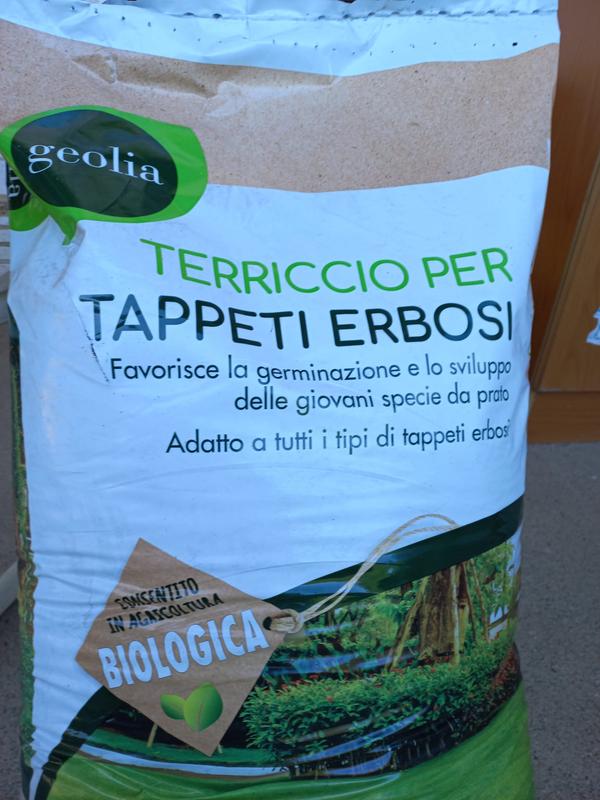 geolia
TERRICCIO PER
TAPPETI ERBOSI
Favorisce la germinazione e lo sviluppo
delle giovani specie da prato
Adatto a tutti i tipi di tappeti erbosi
CONSENTITO
IN AGRICOLTURA
BIOLOGICA